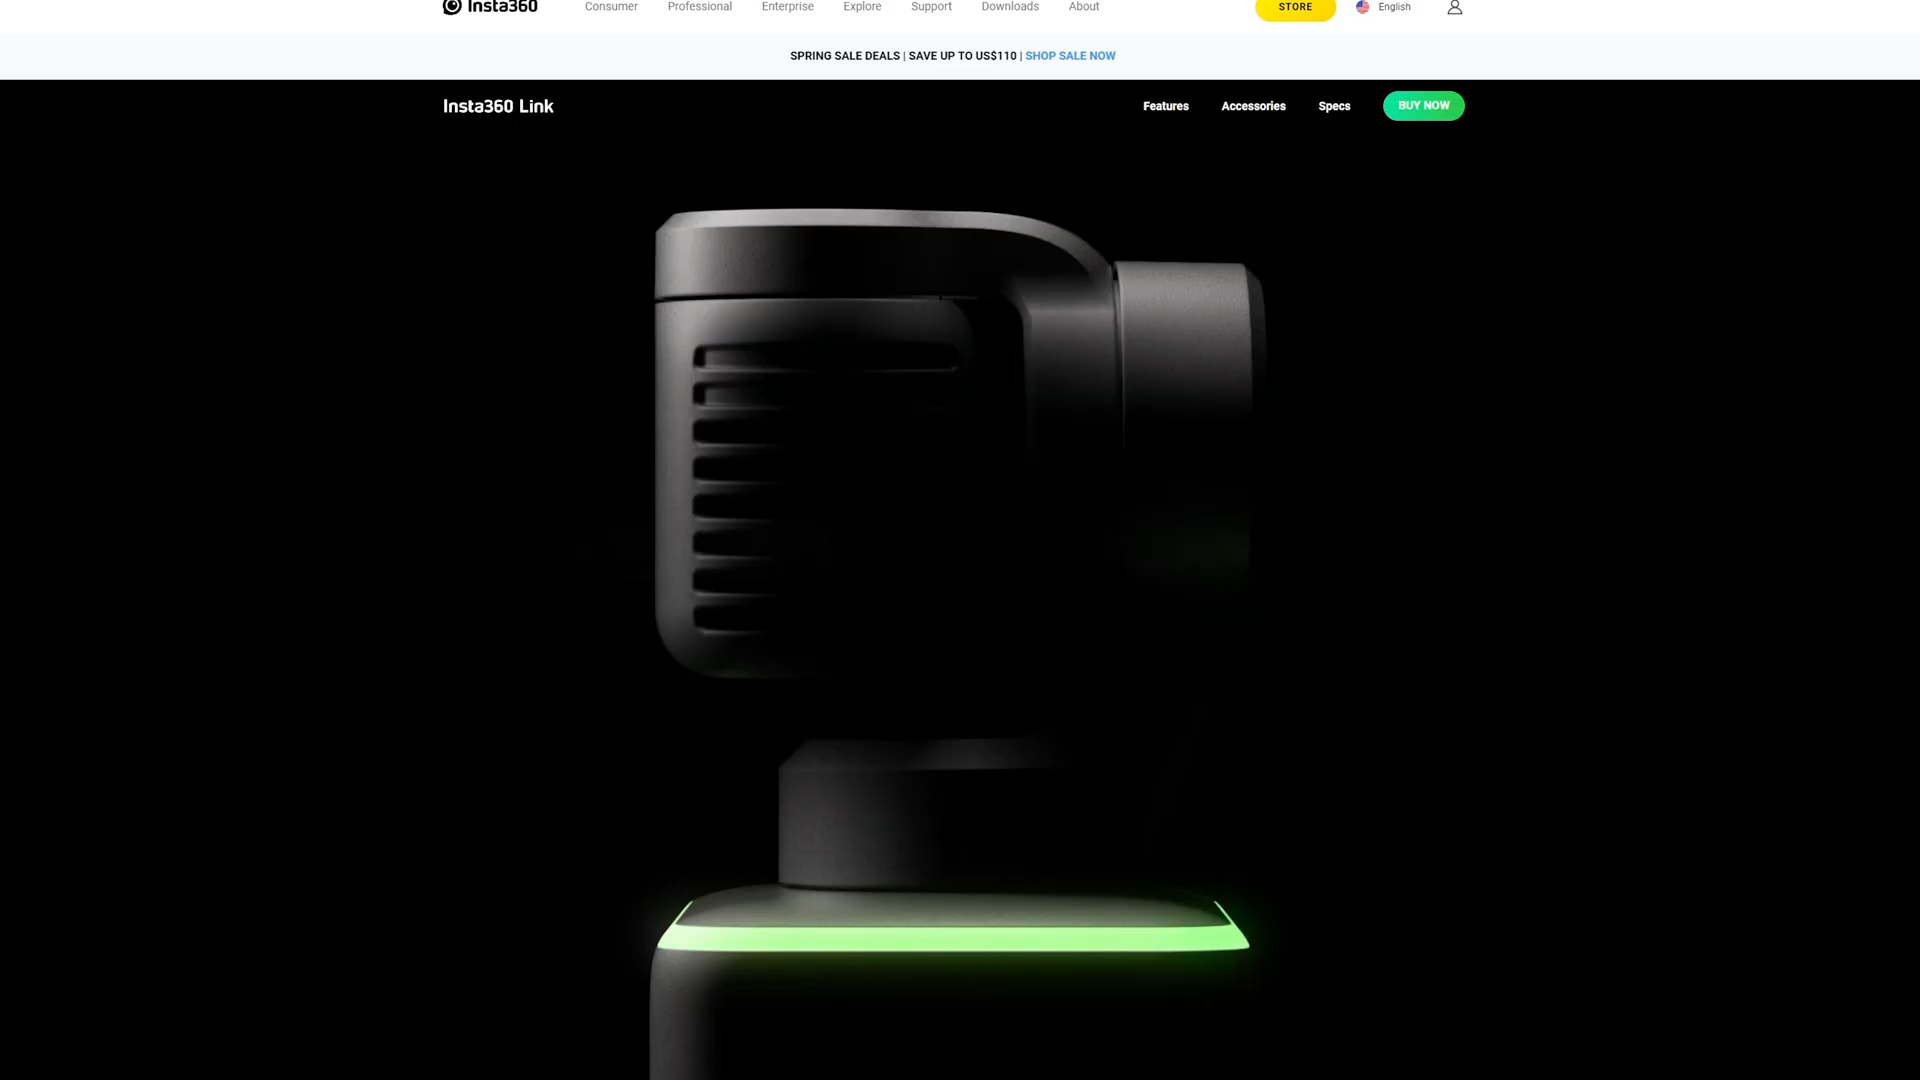 Insta360
Consumer Professional Enterprise Explore Support Downloads About
STORE
English
SPRING SALE DEALS | SAVE UP TO US$110 | SHOP SALE NOW
Insta360 Link
Features Accessories Specs BUY NOW